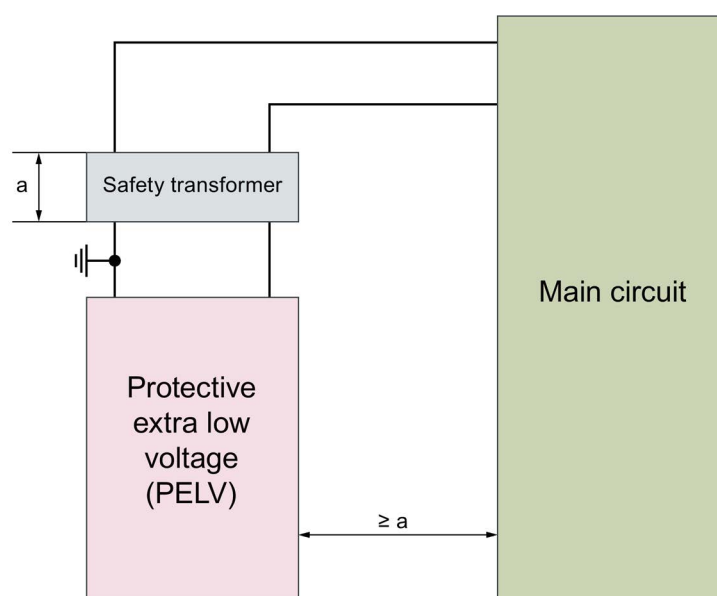 a
Safety transformer
Main circuit
Protective
extra low
voltage
(PELV)
≥ a